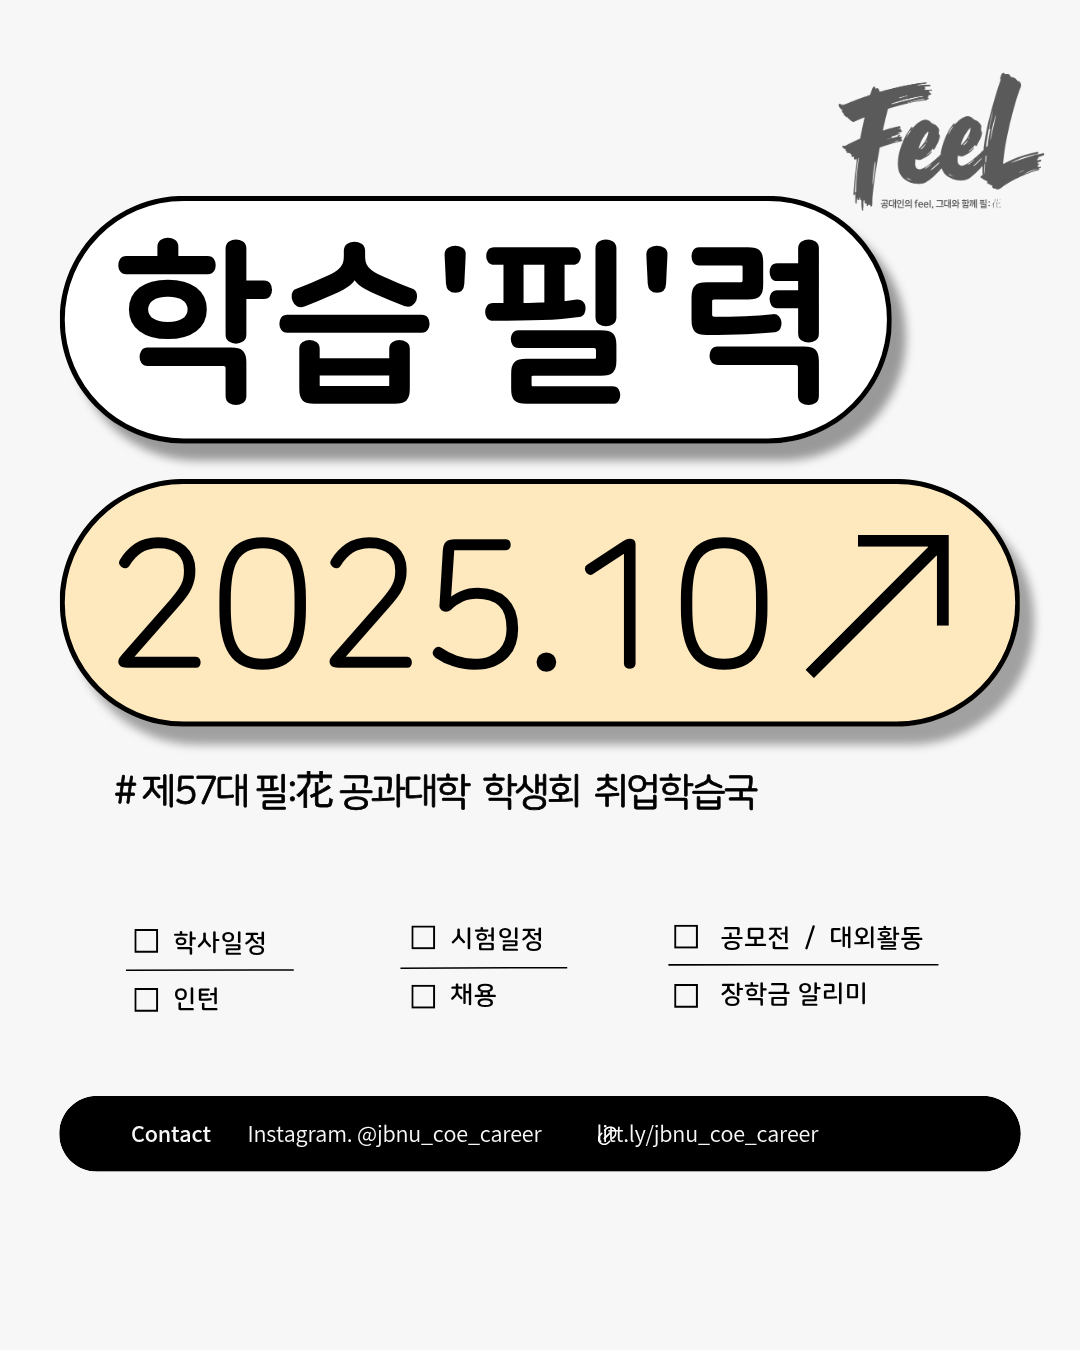 FeeL
공대인의 feel, 그대와 함께 필:花
학습'필'력
2025.10
# 제57대 필:花 공과대학 학생회 취업학습국
□ 학사일정
□ 시험일정
□ 공모전 / 대외활동
□ 인턴
□ 채용
□ 장학금 알리미
Contact Instagram. @jbnu_coe_career litt.ly/jbnu_coe_career